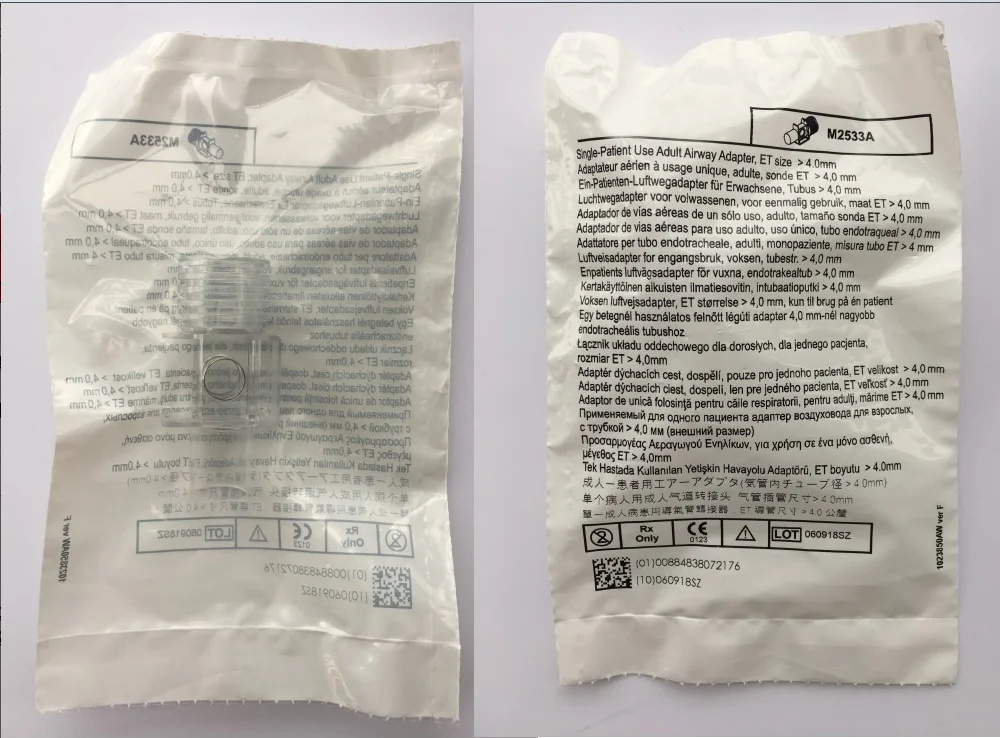 M2533A
Single-Patient Use Adult Airway Adapter, ET size > 4.0mm
Adaptateur aérien à usage unique, adulte, sonde ET > 4,0 mm
Ein-Patienten-Luftwegadapter für Erwachsene, Tubus > 4,0 mm
Luchtwegadapter voor volwassenen, voor eenmalig gebruik, maat ET > 4,0 mm
Adaptador de vías aéreas de un sólo uso, adulto, tamaño sonda ET > 4,0 mm
Adaptador de vias aéreas para uso adulto, uso único, tubo endotraqueal > 4,0 mm
Adattatore per tubo endotracheale, adulti, monopaziente, misura tubo ET > 4 mm
Luftveisadapter for engangsbruk, voksen, tubestr. > 4,0 mm
Enpatients luftvägsadapter för vuxna, endotrakealtub > 4,0 mm
Kertakäyttöinen aikuisten ilmatiesovitin, intubaatioputki > 4,0 mm
Voksen luftvejsadapter, ET størrelse > 4,0 mm, kun til brug på én patient
Egy betegnél használatos felnőtt légúti adapter 4,0 mm-nél nagyobb
endotracheális tubushoz
Łącznik układu oddechowego dla dorosłych, dla jednego pacjenta,
rozmiar ET > 4,0mm
Adaptér dýchacích cest, dospělí, pouze pro jednoho pacienta, ET velikost > 4,0 mm
Adaptér dýchacích ciest, dospelí, len pre jedného pacienta, ET veľkosť > 4,0 mm
Adaptor de unică folosinţă pentru căile respiratorii, pentru adulţi, mărime ET > 4,0 mm
Применяемый для одного пациента адаптер воздуховода для взрослых,
с трубкой > 4,0 мм (внешний размер)
Προσαρμογέας Αεραγωγού Ενηλίκων, για χρήση σε ένα μόνο ασθενή,
μέγεθος ET > 4,0mm
Tek Hastada Kullanılan Yetişkin Havayolu Adaptörü, ET boyutu > 4.0mm
成人一患者用エアーアダプタ(気管内チューブ径 > 4.0mm)
单个病人用成人气道转接头 气管插管尺寸> 4.0mm
單一成人病患用導氣管轉接器, ET 導管尺寸 > 4.0 公釐
2
Rx
Only
CE
0123
LOT 060918SZ
(01)00884838072176
(10)060918SZ
1023850AW ver F